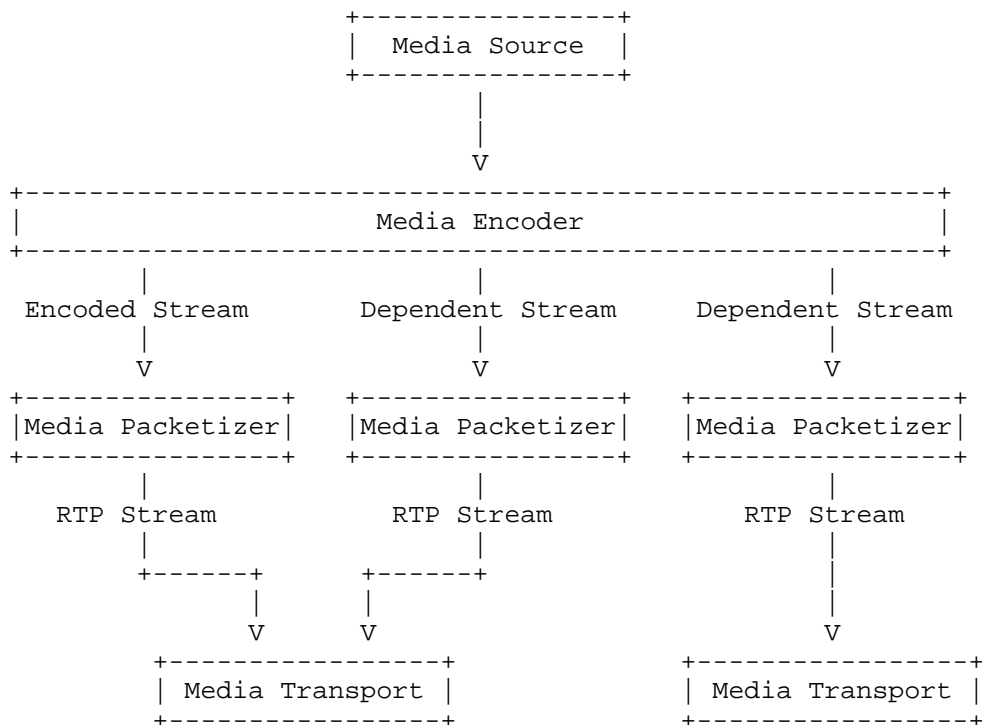 Media Source
Media Encoder
Encoded Stream Dependent Stream Dependent Stream
Media Packetizer Media Packetizer Media Packetizer
RTP Stream RTP Stream RTP Stream
Media Transport Media Transport